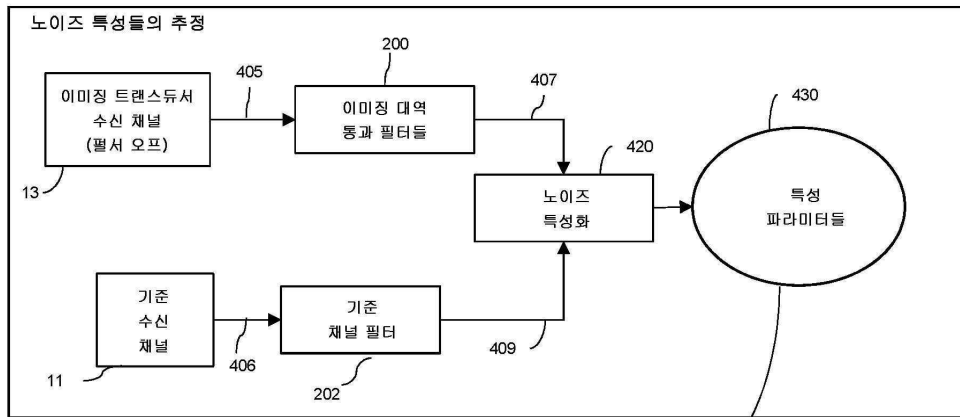 노이즈 특성들의 추정
200
405
407
430
이미징 트랜스듀서
수신 채널
(펄서 오프)
이미징 대역
통과 필터들
420
13
노이즈
특성화
특성
파라미터들
기준
수신
채널
기준
채널 필터
406
409
11
202